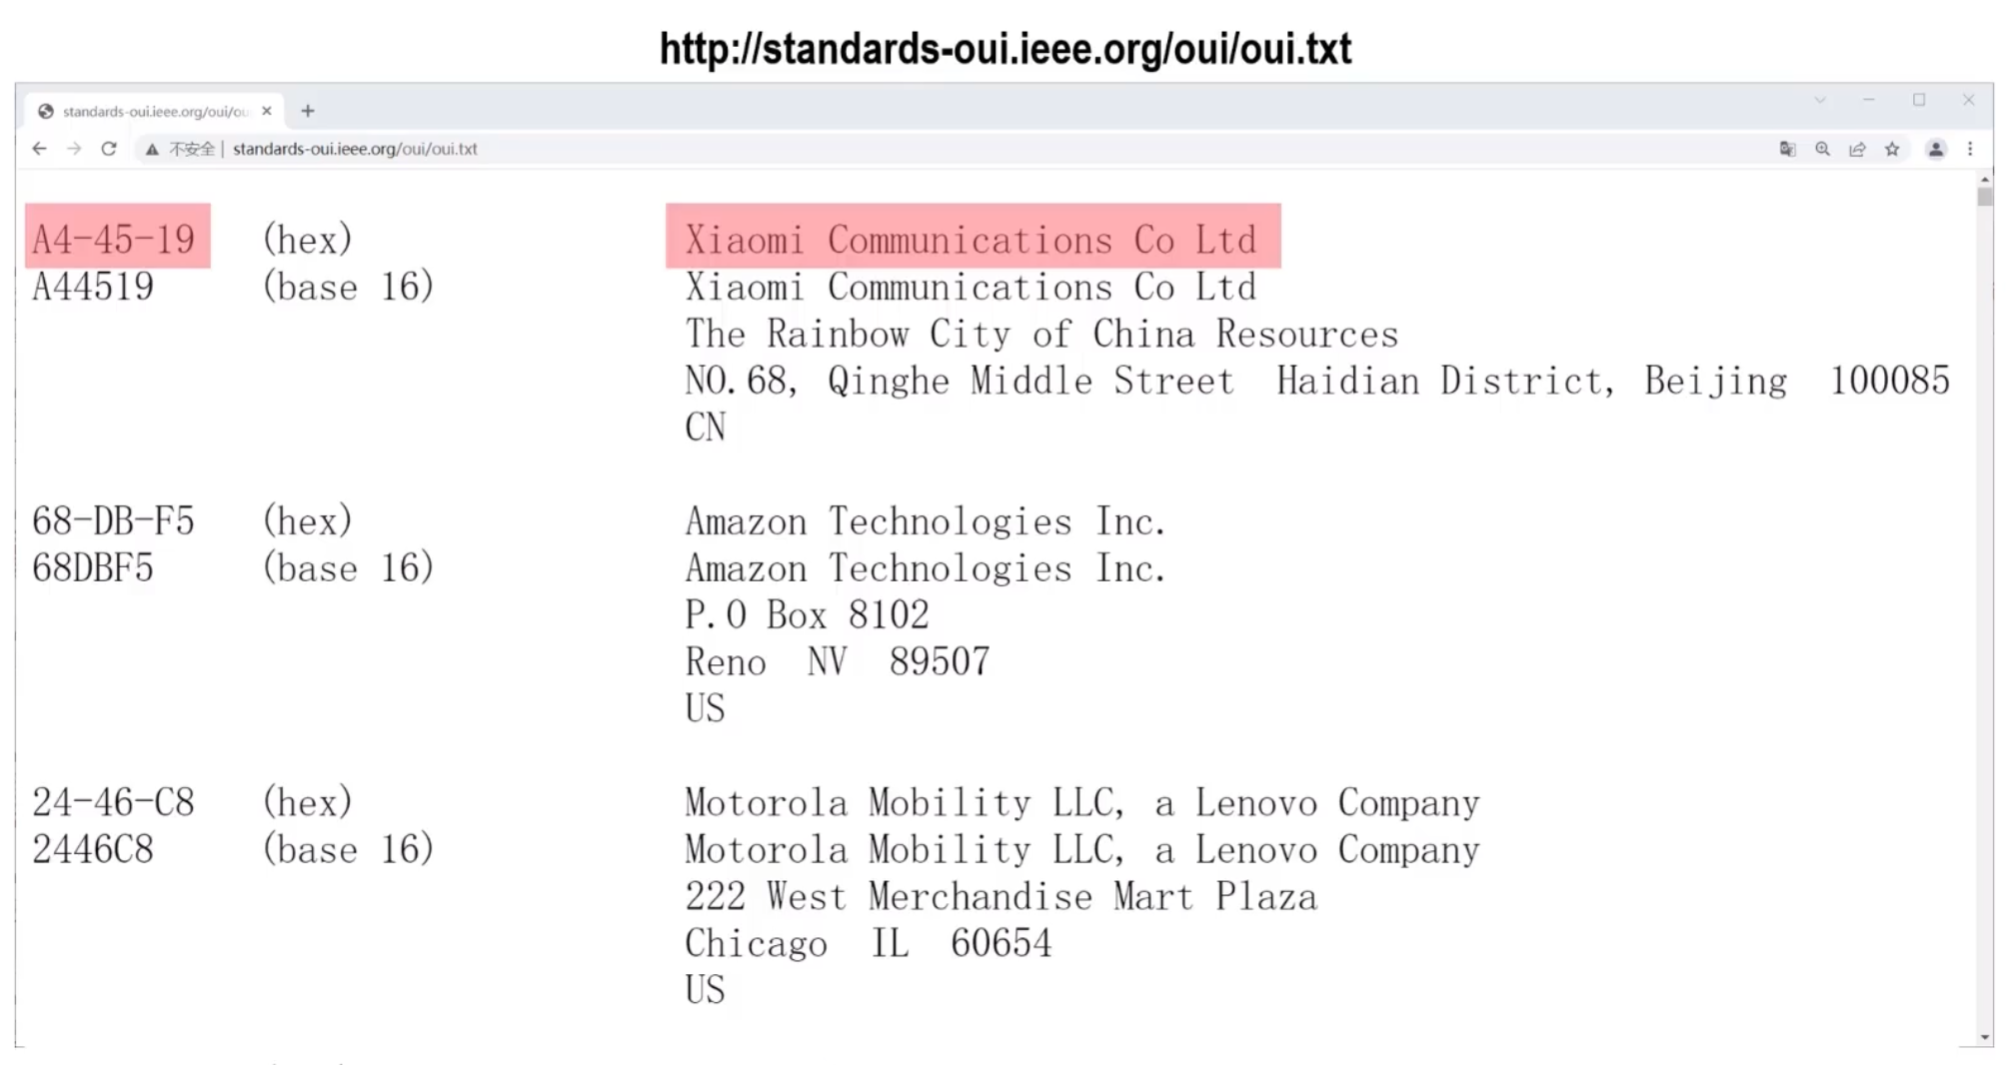 http://standards-oui.ieee.org/oui/oui.txt
standards-oui.ieee.org/oui/ou
不安全 | standards-oui.ieee.org/oui/oui.txt
A4-45-19 (hex) Xiaomi Communications Co Ltd
A44519 (base 16) Xiaomi Communications Co Ltd
The Rainbow City of China Resources
NO.68, Qinghe Middle Street Haidian District, Beijing 100085
CN
68-DB-F5 (hex) Amazon Technologies Inc.
68DBF5 (base 16) Amazon Technologies Inc.
P.O Box 8102
Reno NV 89507
US
24-46-C8 (hex) Motorola Mobility LLC, a Lenovo Company
2446C8 (base 16) Motorola Mobility LLC, a Lenovo Company
222 West Merchandise Mart Plaza
Chicago IL 60654
US